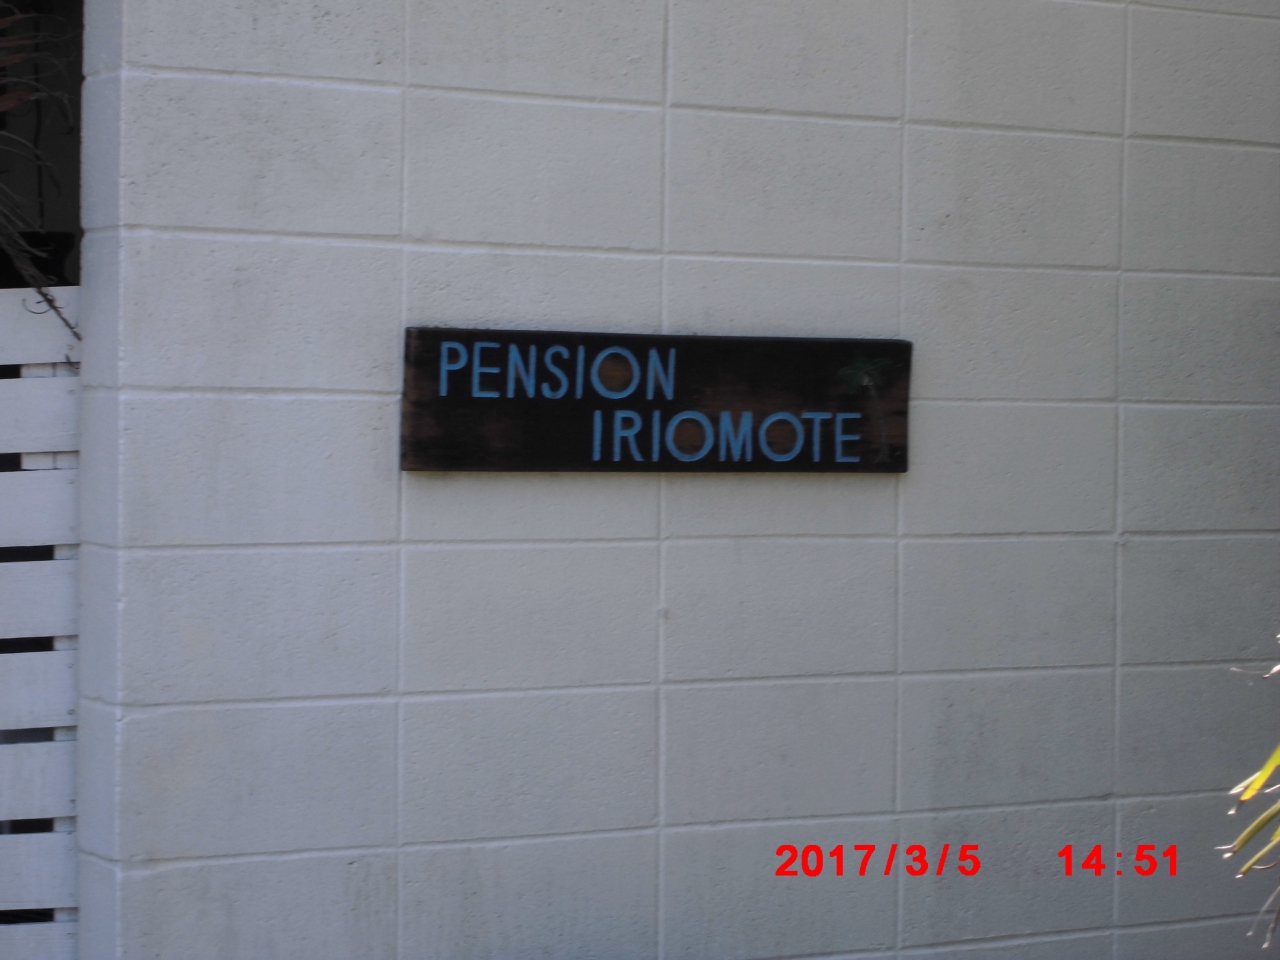 PENSION
IRIOMOTE
2017/3/5 14:51